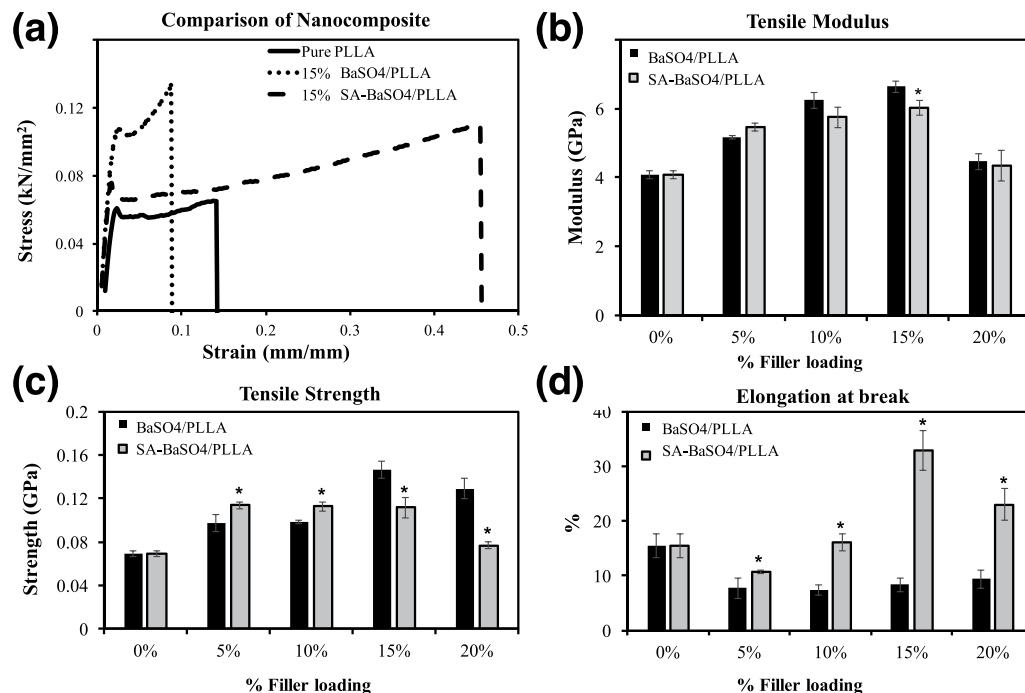 (a)
Comparison of Nanocomposite
Pure PLLA
15% BaSO4/PLLA
15% SA-BaSO4/PLLA
Stress (kN/mm²)
0.12
0.08
0.04
0
0 0.1 0.2 0.3 0.4 0.5
Strain (mm/mm)
(b)
Tensile Modulus
BaSO4/PLLA
SA-BaSO4/PLLA
*
Modulus (GPa)
6
4
2
0
0% 5% 10% 15% 20%
% Filler loading
(c)
Tensile Strength
BaSO4/PLLA
SA-BaSO4/PLLA
* * * *
Strength (GPa)
0.2
0.16
0.12
0.08
0.04
0
0% 5% 10% 15% 20%
% Filler loading
(d)
Elongation at break
BaSO4/PLLA
SA-BaSO4/PLLA
* * * *
%
40
30
20
10
0
0% 5% 10% 15% 20%
% Filler loading